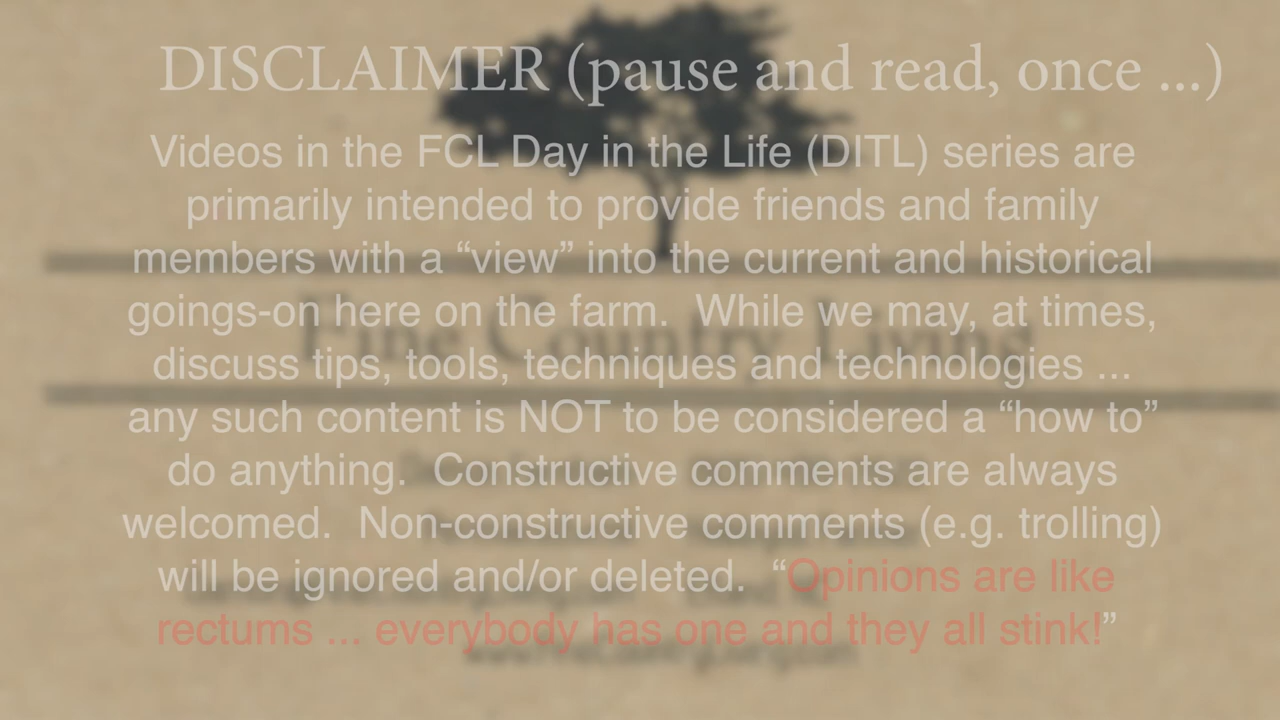 DISCLAIMER (pause and read, once ...)
Videos in the FCL Day in the Life (DITL) series are
primarily intended to provide friends and family
members with a “view” into the current and historical
goings-on here on the farm.  While we may, at times,
Fine Country Living
discuss tips, tools, techniques and technologies ...
any such content is NOT to be considered a “how to”
do anything.  Constructive comments are always
welcomed.  Non-constructive comments (e.g. trolling)
will be ignored and/or deleted.  “Opinions are like
rectums ... everybody has one and they all stink!”